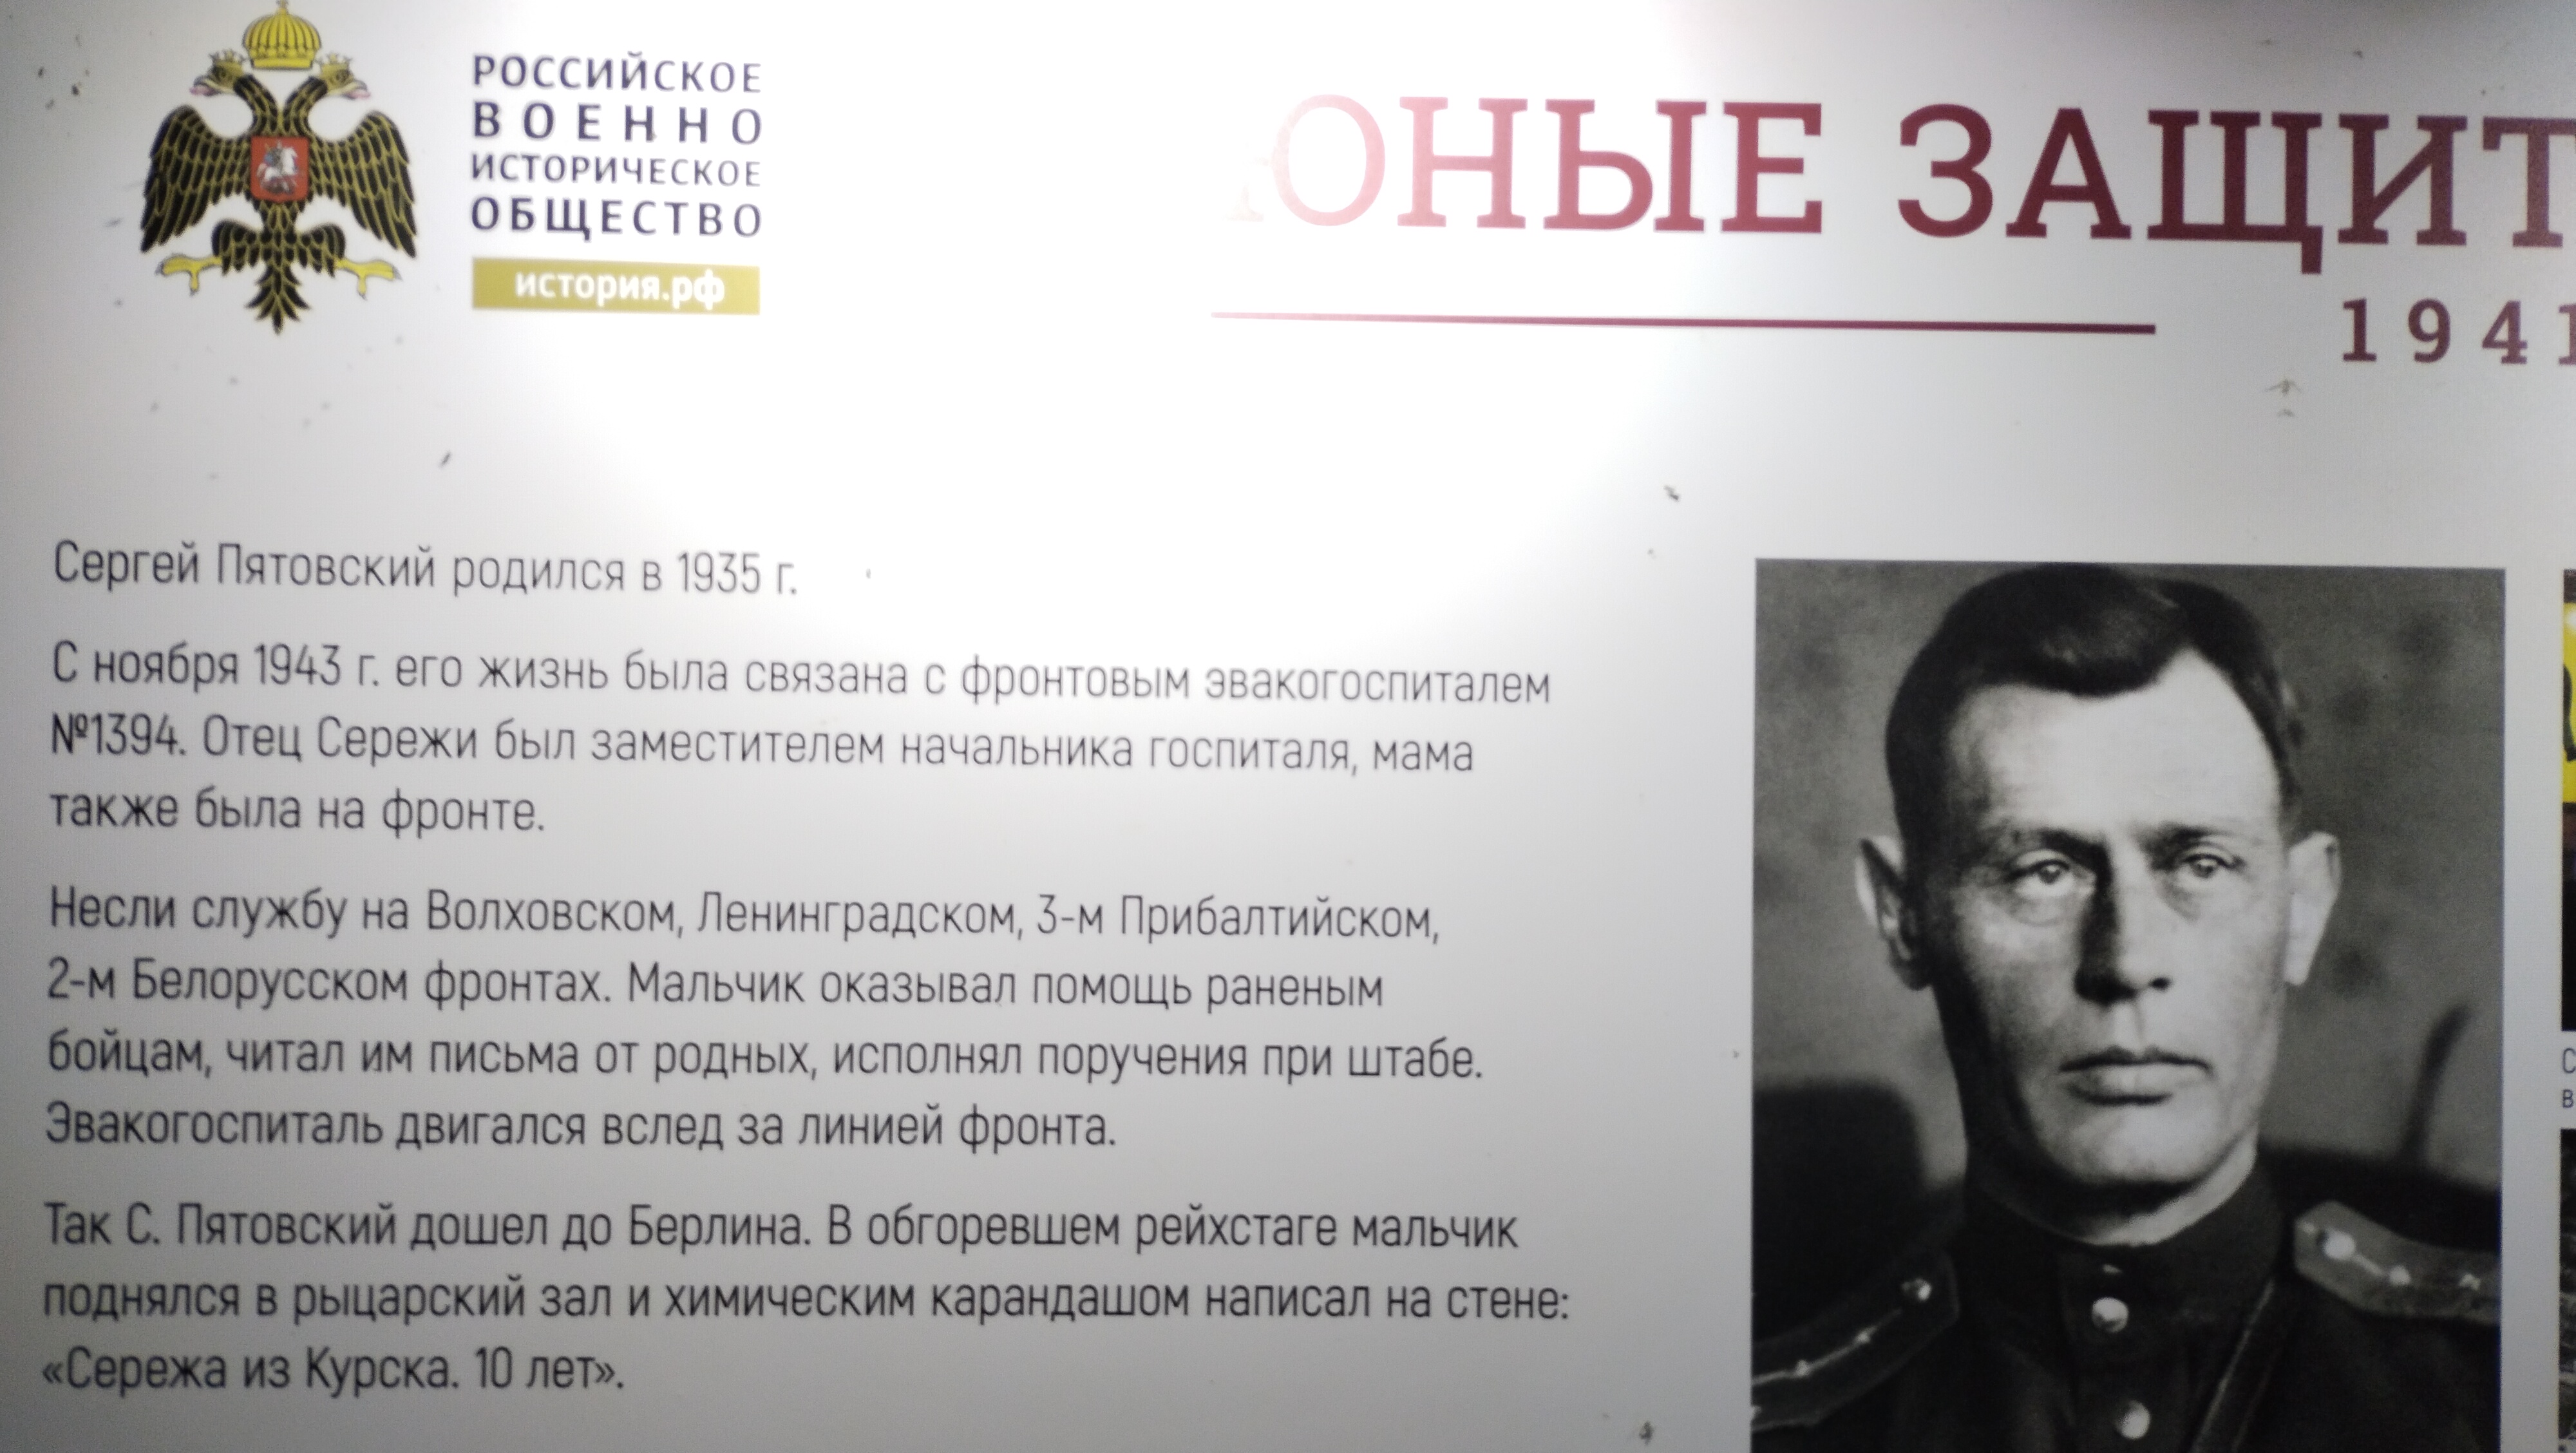 РОССИЙСКОЕ
ВОЕННО
ИСТОРИЧЕСКОЕ
ОБЩЕСТВО
история.рф
ЮНЫЕ ЗАЩИТ
1941
Сергей Пятовский родился в 1935 г.
С ноября 1943 г. его жизнь была связана с фронтовым эвакогоспиталем
№1394. Отец Сережи был заместителем начальника госпиталя, мама
также была на фронте.
Несли службу на Волховском, Ленинградском, 3-м Прибалтийском,
2-м Белорусском фронтах. Мальчик оказывал помощь раненым
бойцам, читал им письма от родных, исполнял поручения при штабе.
Эвакогоспиталь двигался вслед за линией фронта.
Так С. Пятовский дошел до Берлина. В обгоревшем рейхстаге мальчик
поднялся в рыцарский зал и химическим карандашом написал на стене:
«Сережа из Курска. 10 лет».